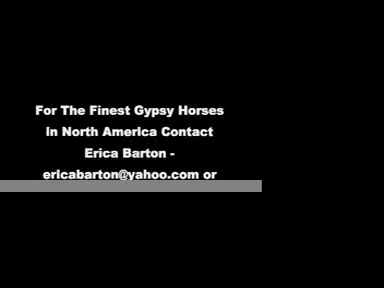 For The Finest Gypsy Horses
in North America Contact
Erica Barton -
ericabarton@yahoo.com or